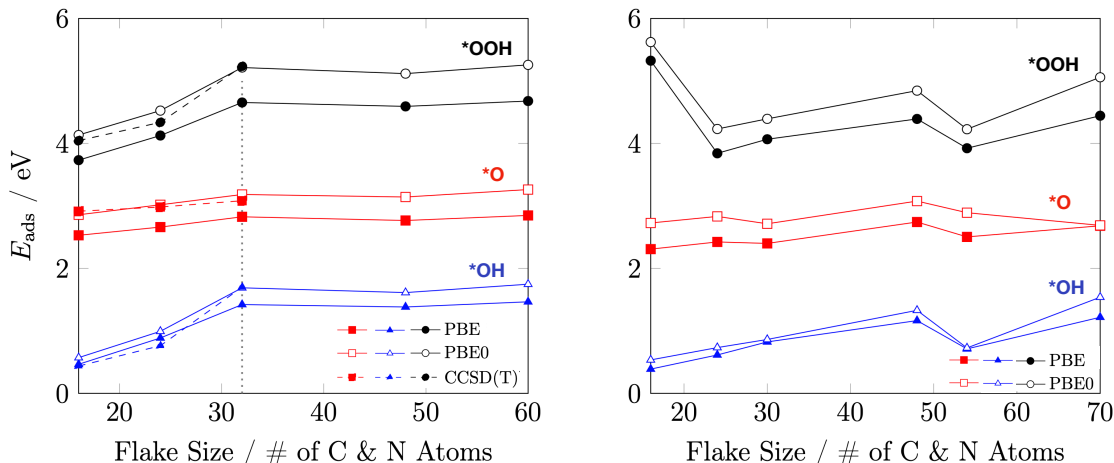 6
4
2
0
E_ads / eV
*OOH
*O
*OH
PBE
PBE0
CCSD(T)
20
30
40
50
60
Flake Size / # of C & N Atoms
6
4
2
0
*OOH
*O
*OH
PBE
PBE0
20
30
40
50
60
70
Flake Size / # of C & N Atoms